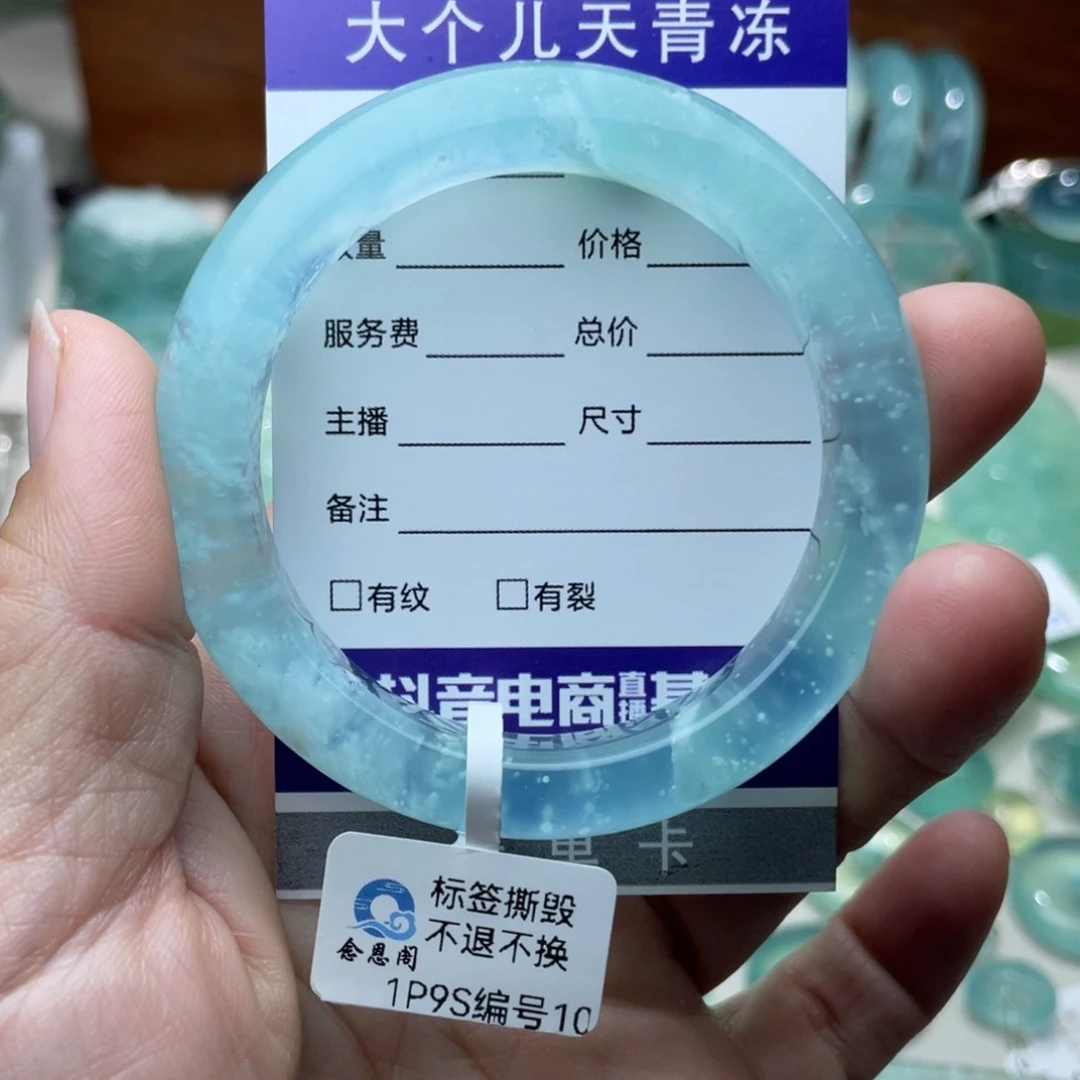 大个儿天青冻
量 价格
服务费 总价
主播 尺寸
备注
□有纹 □有裂
抖音电商直播基
卡
标签撕毁
不退不换
念恩阁
1P9S编号10